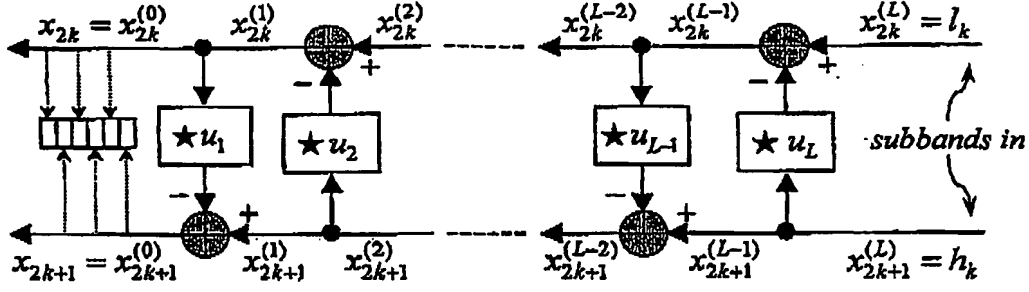 x_{2k} = x_{2k}^{(0)} x_{2k}^{(1)} x_{2k}^{(2)} x_{2k}^{(L-2)} x_{2k}^{(L-1)} x_{2k}^{(L)} = l_k
− + − +
★ u_1 ★ u_2 ★ u_{L-1} ★ u_L subbands in
− + − +
x_{2k+1} = x_{2k+1}^{(0)} x_{2k+1}^{(1)} x_{2k+1}^{(2)} x_{2k+1}^{(L-2)} x_{2k+1}^{(L-1)} x_{2k+1}^{(L)} = h_k